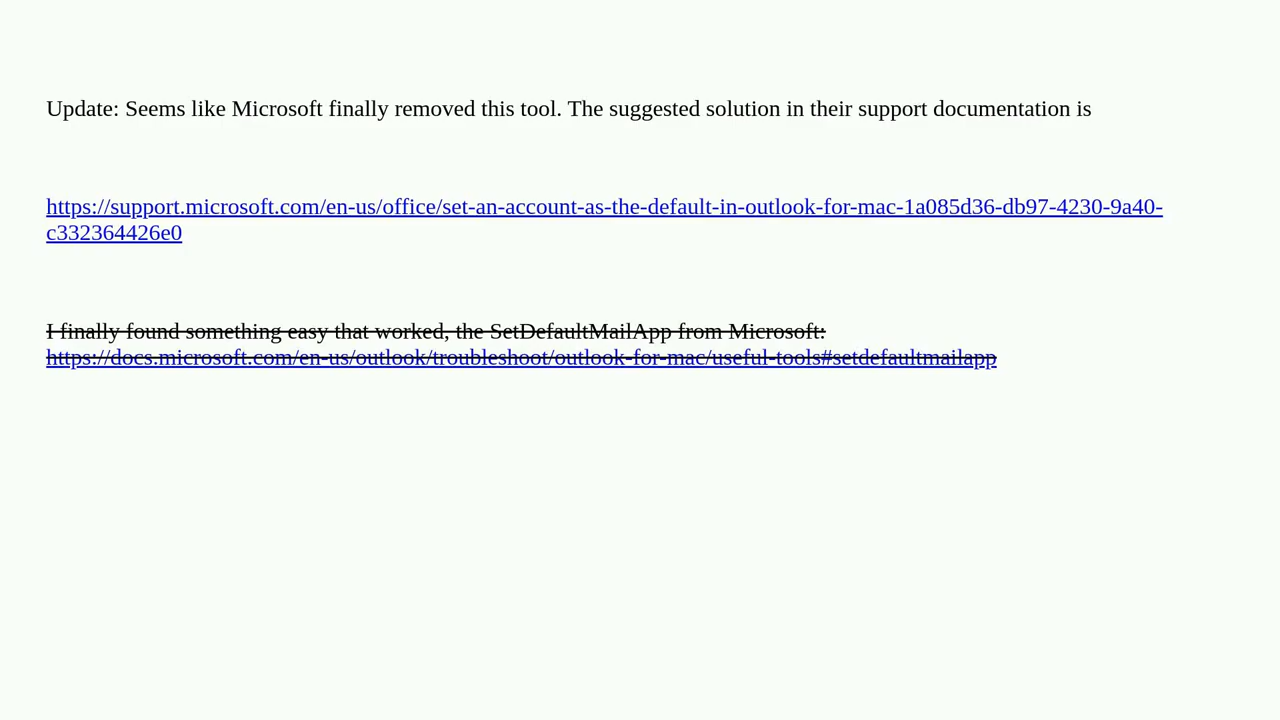 Update: Seems like Microsoft finally removed this tool. The suggested solution in their support documentation is
https://support.microsoft.com/en-us/office/set-an-account-as-the-default-in-outlook-for-mac-1a085d36-db97-4230-9a40-
c332364426e0
I finally found something easy that worked, the SetDefaultMailApp from Microsoft:
https://docs.microsoft.com/en-us/outlook/troubleshoot/outlook-for-mac/useful-tools#setdefaultmailapp